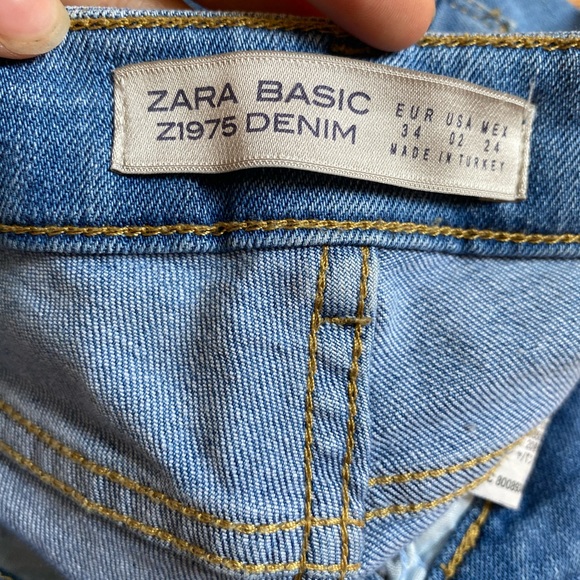 ZARA BASIC
Z1975 DENIM
EUR USA MEX
34 02 24
MADE IN TURKEY